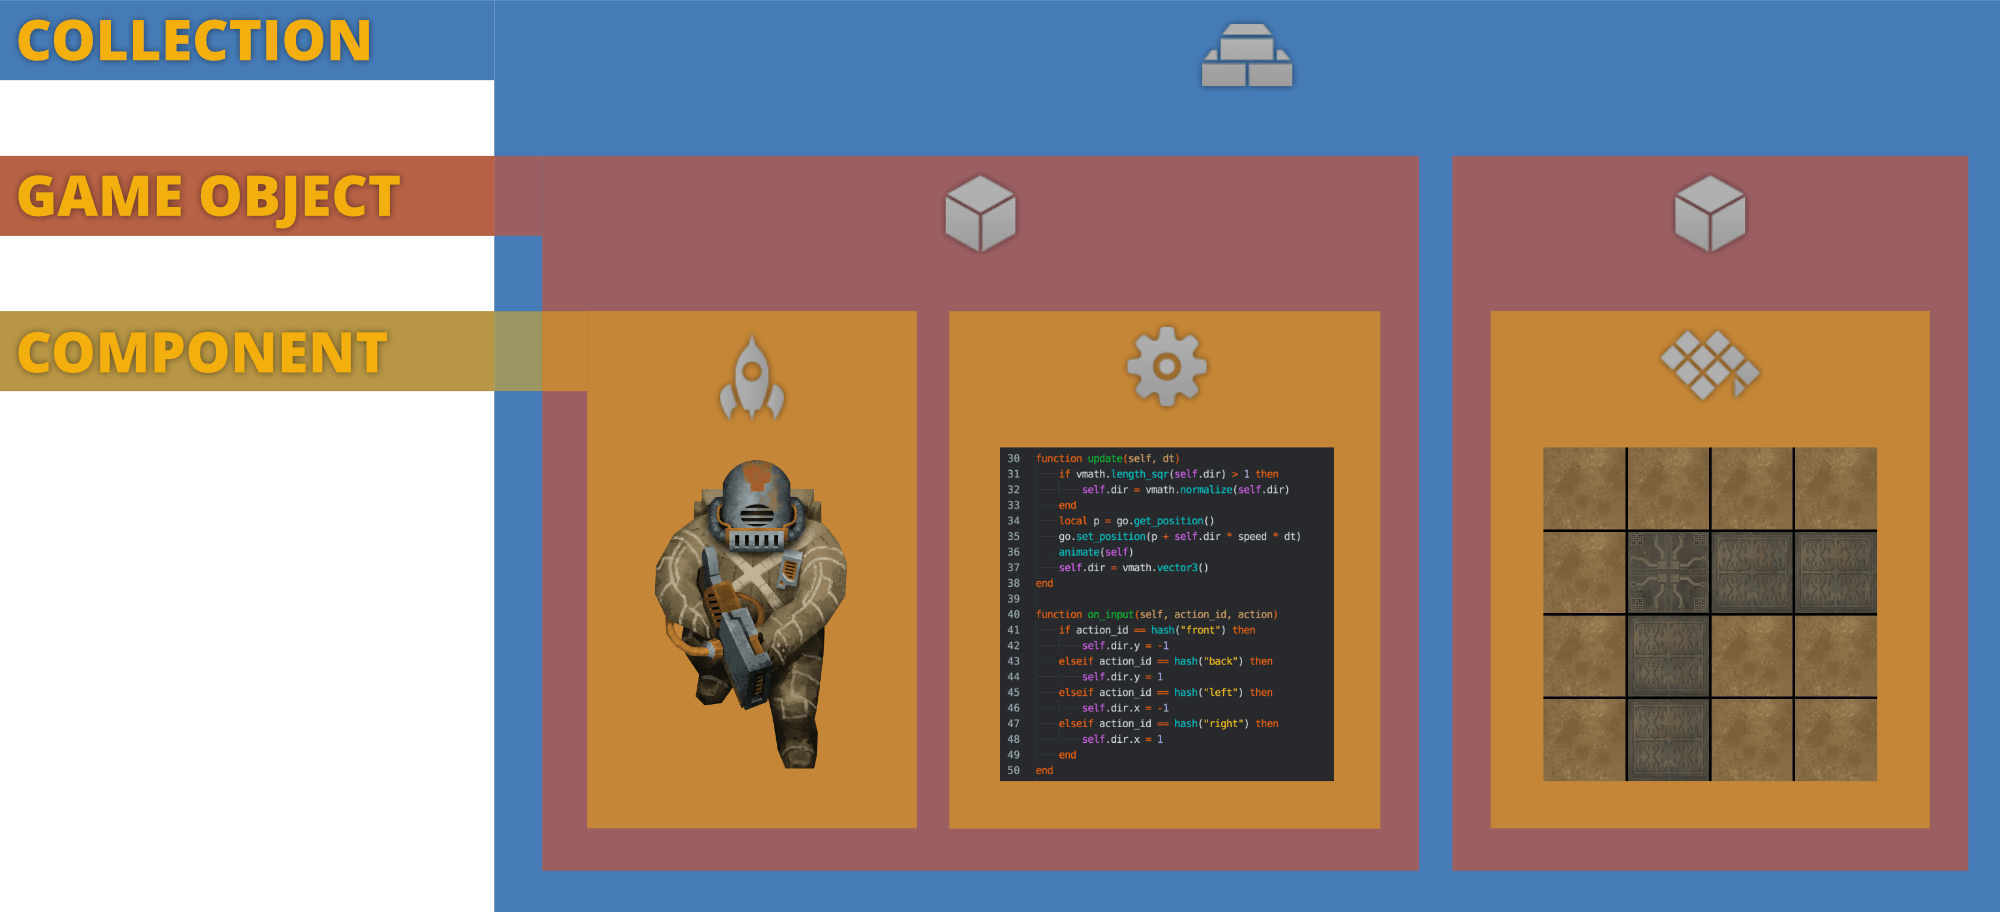 COLLECTION
GAME OBJECT
COMPONENT
30 function update(self, dt)
31 if vmath.length_sqr(self.dir) > 1 then
32 self.dir = vmath.normalize(self.dir)
33 end
34 local p = go.get_position()
35 go.set_position(p + self.dir * speed * dt)
36 animate(self)
37 self.dir = vmath.vector3()
38 end
39
40 function on_input(self, action_id, action)
41 if action_id == hash("front") then
42 self.dir.y = -1
43 elseif action_id == hash("back") then
44 self.dir.y = 1
45 elseif action_id == hash("left") then
46 self.dir.x = -1
47 elseif action_id == hash("right") then
48 self.dir.x = 1
49 end
50 end